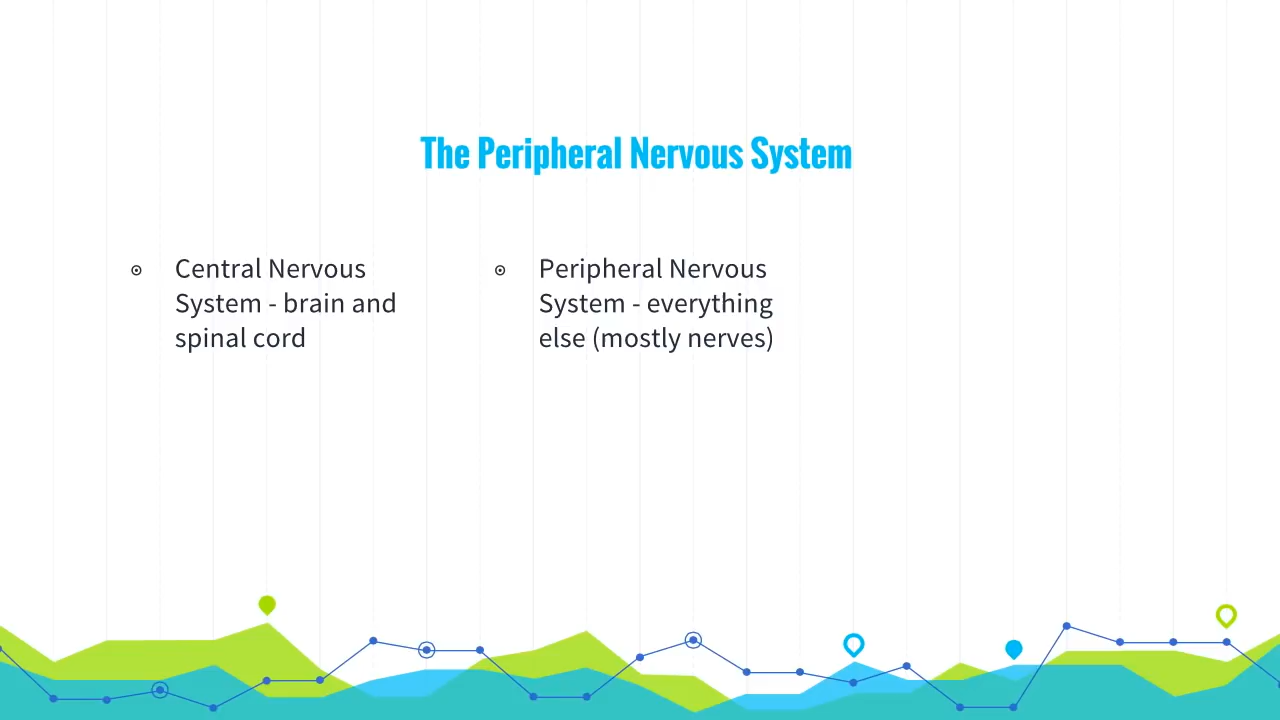 The Peripheral Nervous System
Central Nervous
System - brain and
spinal cord
Peripheral Nervous
System - everything
else (mostly nerves)